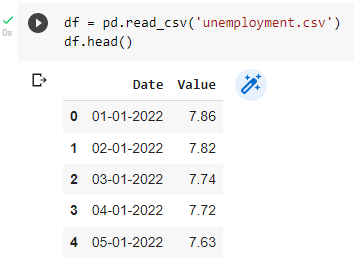 df = pd.read_csv('unemployment.csv')
df.head()
0s
Date Value
0 01-01-2022 7.86
1 02-01-2022 7.82
2 03-01-2022 7.74
3 04-01-2022 7.72
4 05-01-2022 7.63